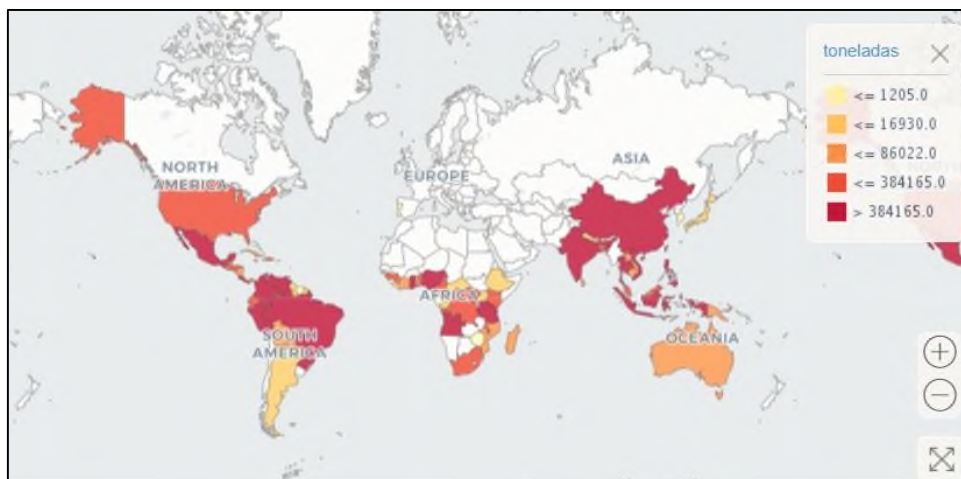 toneladas
<= 1205.0
<= 16930.0
<= 86022.0
<= 384165.0
> 384165.0
NORTH
AMERICA
EUROPE
ASIA
AFRICA
SOUTH
AMERICA
OCEANIA